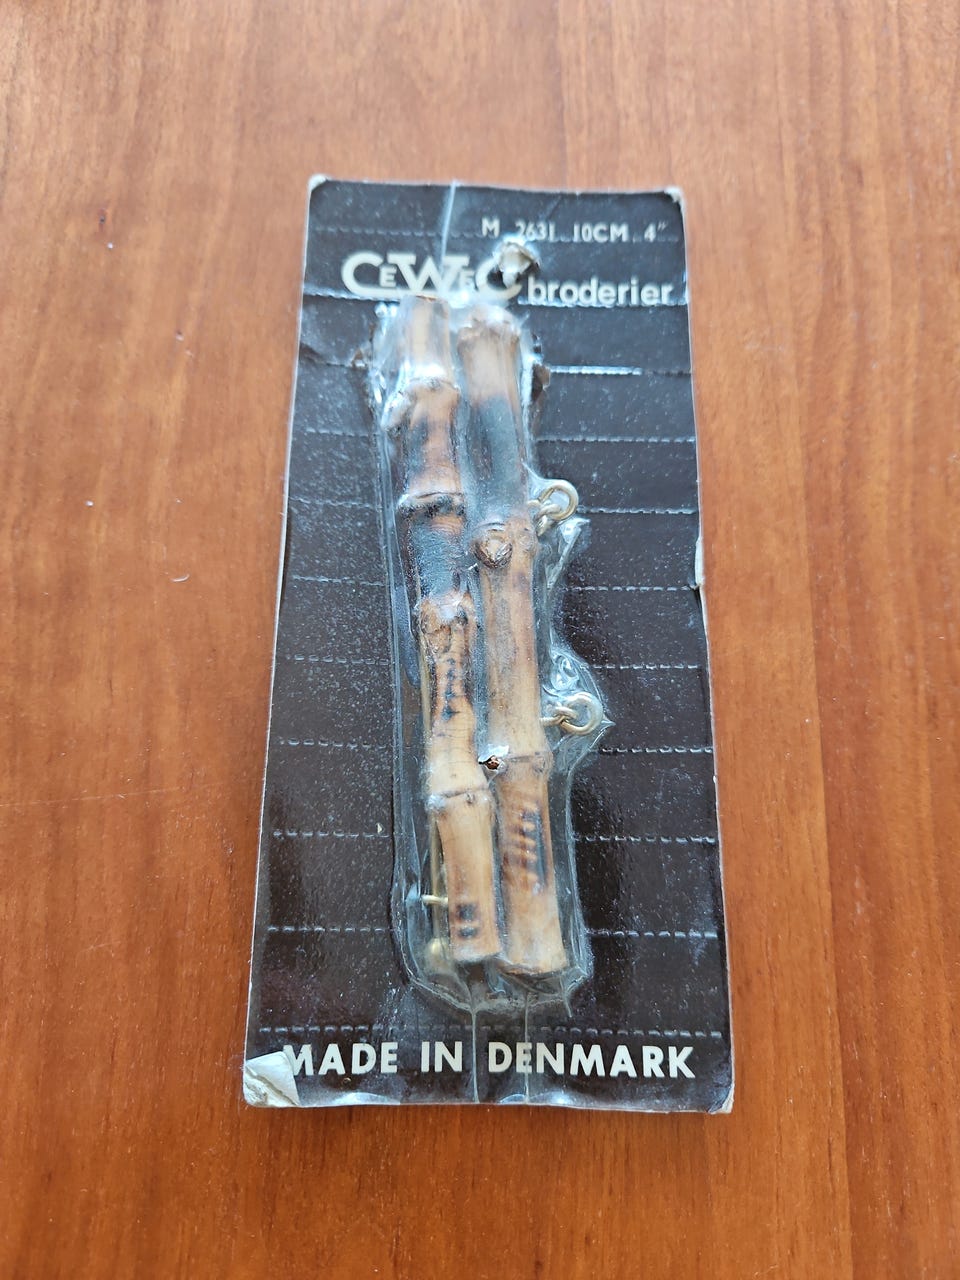 M 2631 10CM 4"
CEWEC broderier
MADE IN DENMARK